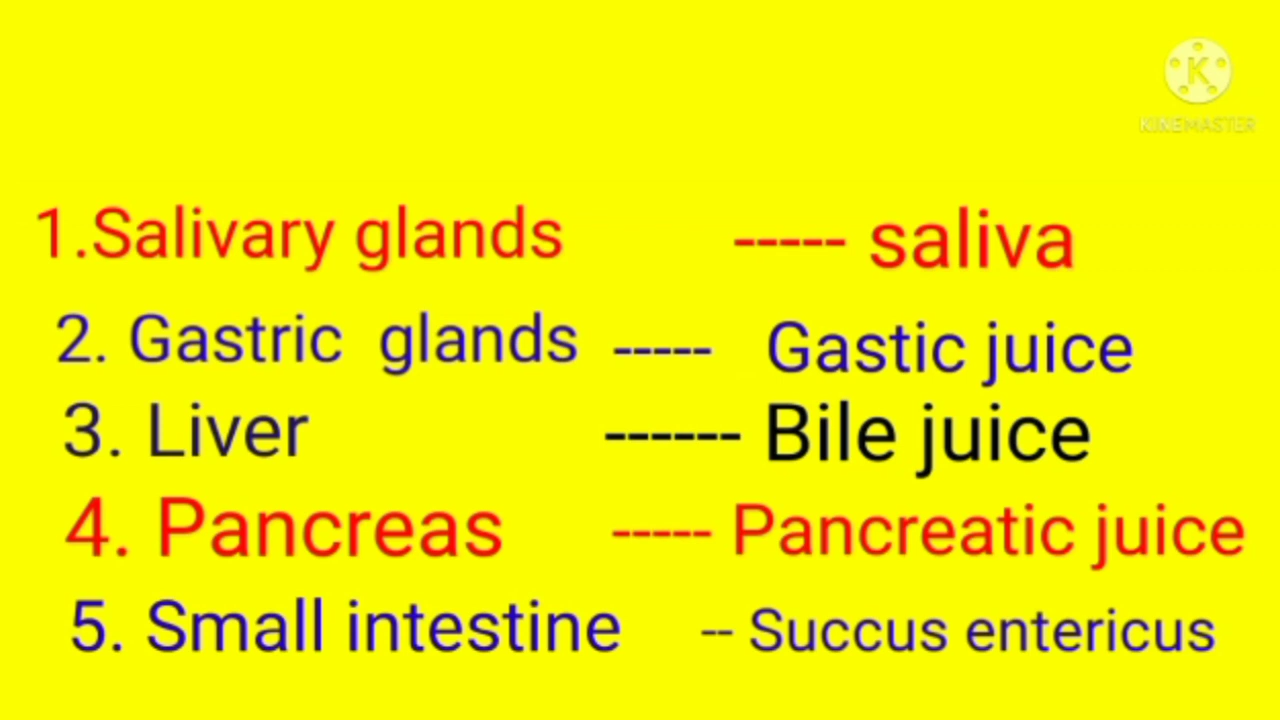 K
KINEMASTER
1.Salivary glands ----- saliva
2. Gastric glands ----- Gastic juice
3. Liver ------ Bile juice
4. Pancreas ----- Pancreatic juice
5. Small intestine -- Succus entericus